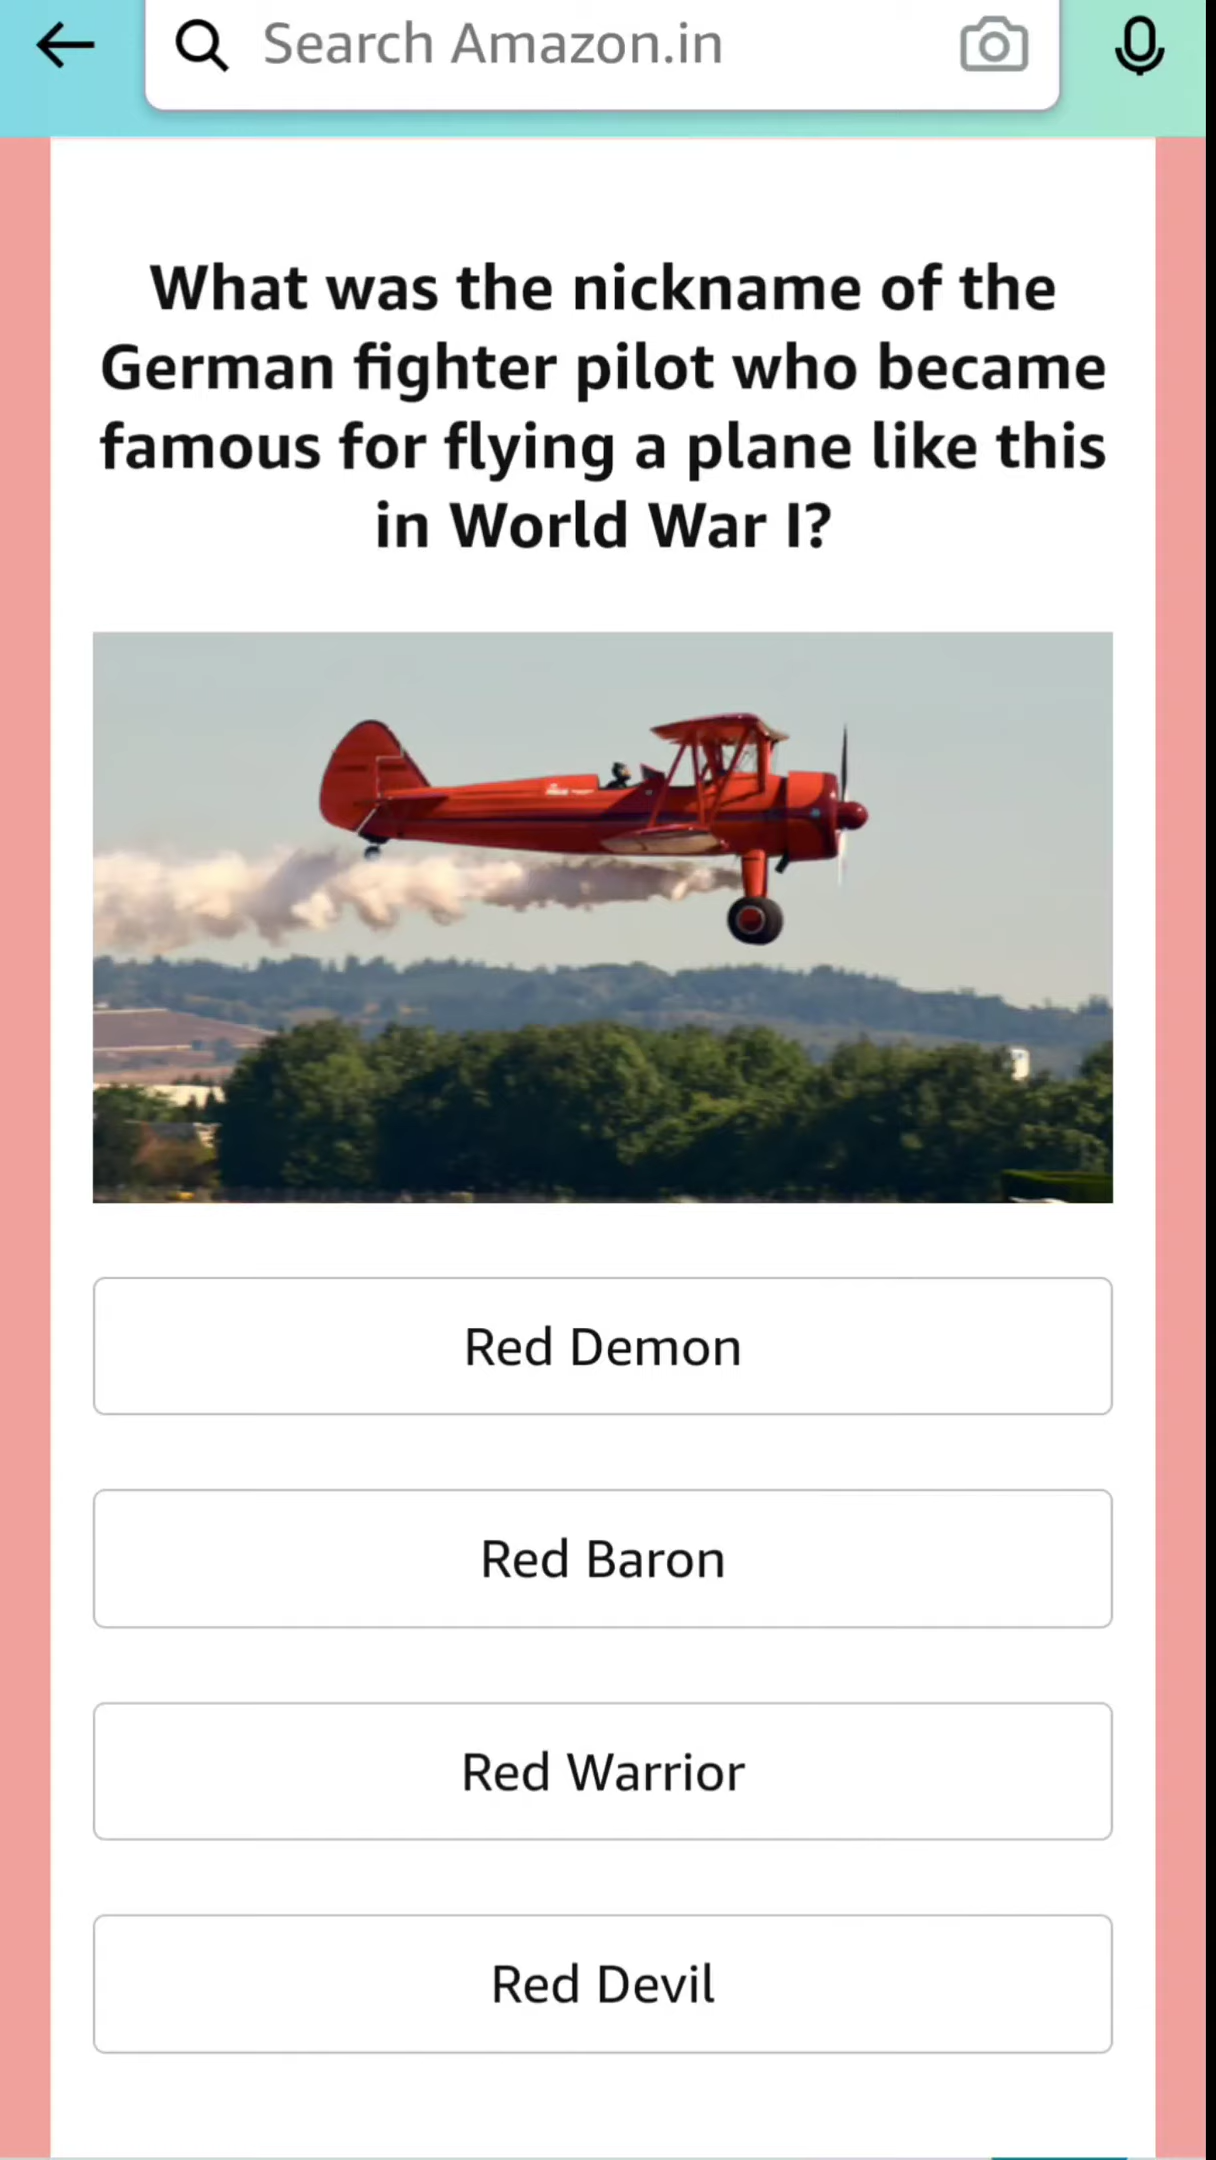 Search Amazon.in
What was the nickname of the
German fighter pilot who became
famous for flying a plane like this
in World War I?
Red Demon
Red Baron
Red Warrior
Red Devil